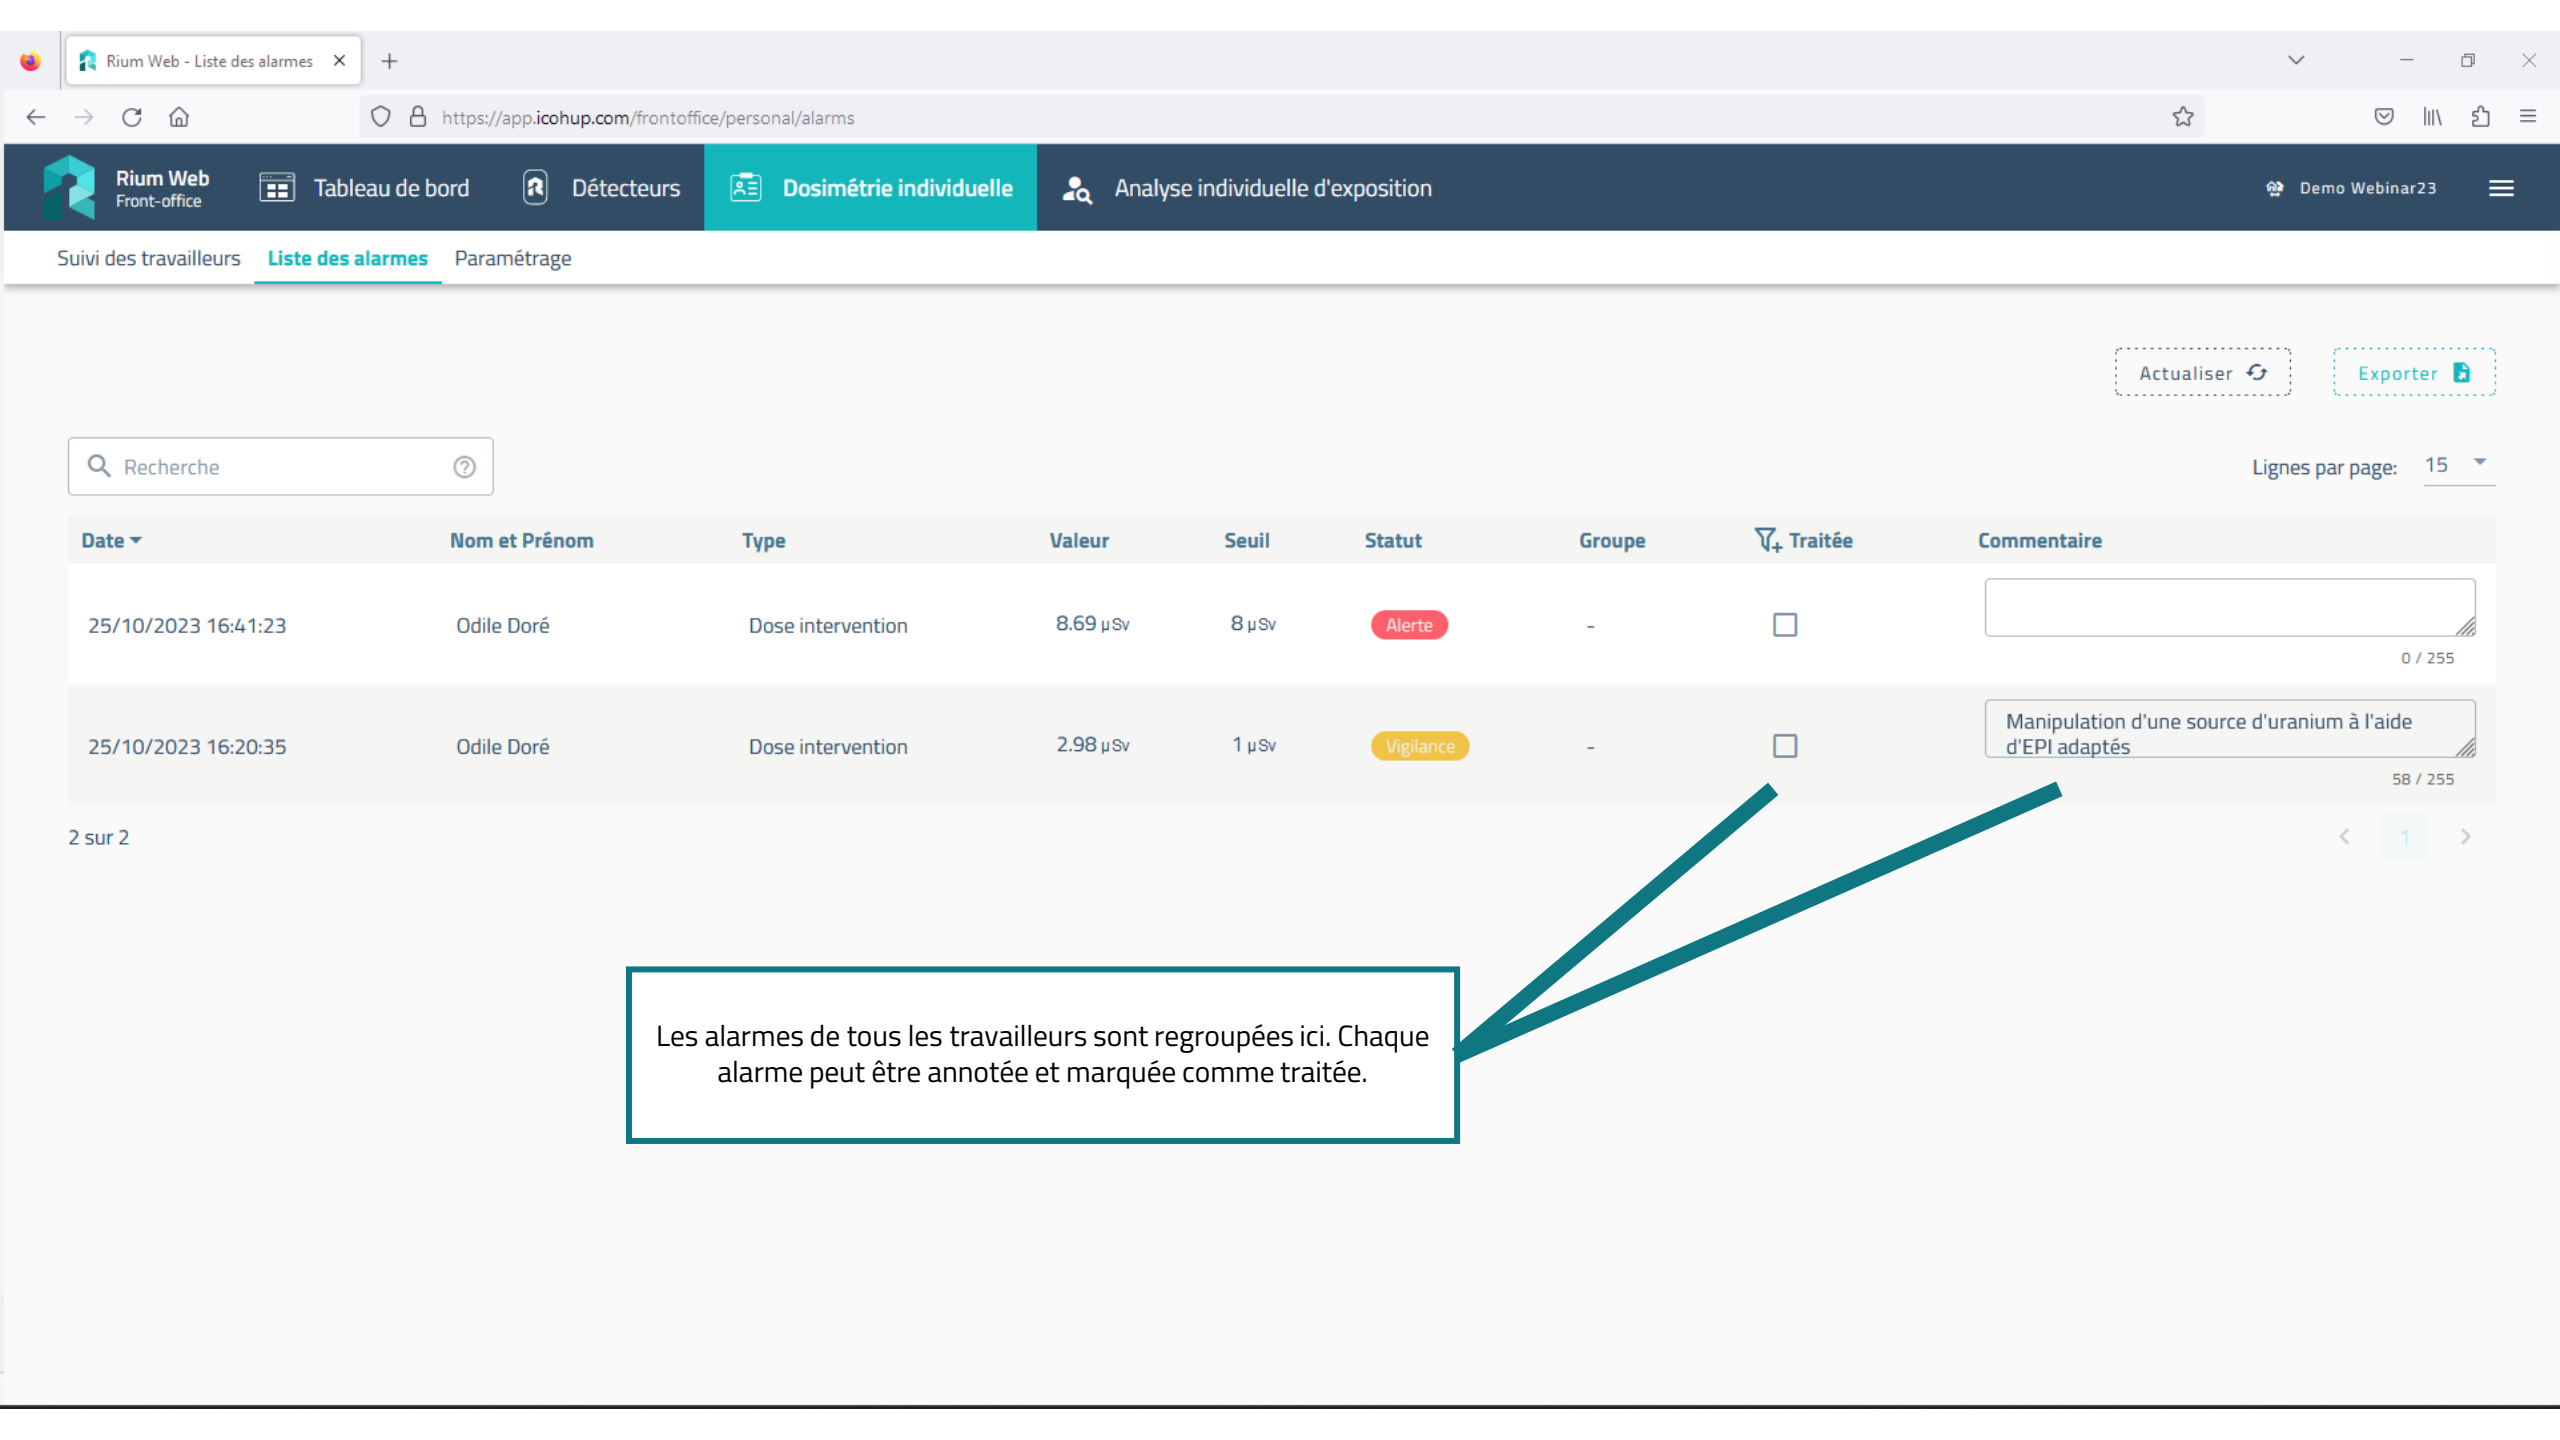 Rium Web - Liste des alarmes
https://app.icohup.com/frontoffice/personal/alarms
Rium Web
Front-office
Tableau de bord
Détecteurs
Dosimétrie individuelle
Analyse individuelle d'exposition
Demo Webinar23
Suivi des travailleurs
Liste des alarmes
Paramétrage
Actualiser
Exporter
Recherche
Lignes par page: 15
Date Nom et Prénom Type Valeur Seuil Statut Groupe Traitée Commentaire
25/10/2023 16:41:23 Odile Doré Dose intervention 8.69 µSv 8 µSv Alerte -
0 / 255
25/10/2023 16:20:35 Odile Doré Dose intervention 2.98 µSv 1 µSv Vigilance - Manipulation d'une source d'uranium à l'aide
d'EPI adaptés
58 / 255
2 sur 2
1
Les alarmes de tous les travailleurs sont regroupées ici. Chaque
alarme peut être annotée et marquée comme traitée.